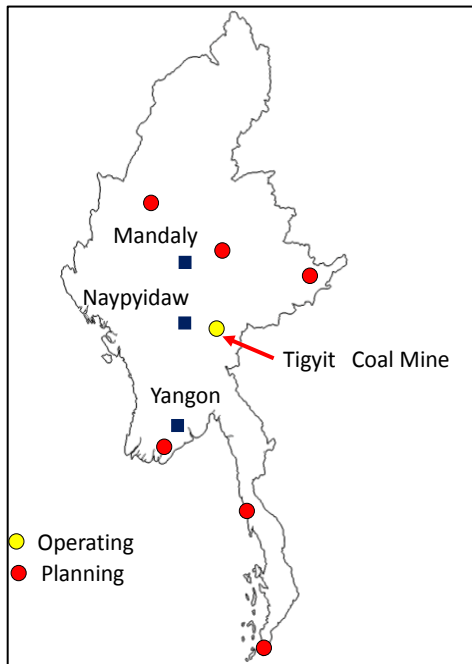 Mandaly
Naypyidaw
Tigyit Coal Mine
Yangon
Operating
Planning